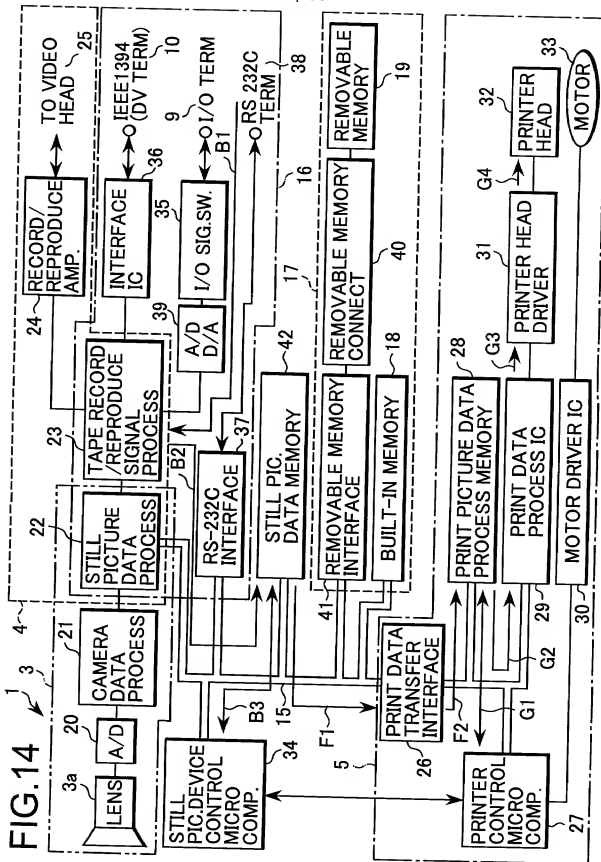 FIG.14
1
3
4
3a
LENS
20
A/D
21
CAMERA
DATA
PROCESS
22
STILL
PICTURE
DATA
PROCESS
23
TAPE RECORD
/REPRODUCE
SIGNAL
PROCESS
24
RECORD/
REPRODUCE
AMP.
TO VIDEO
HEAD
25
INTERFACE
IC
36
IEEE1394
(DV TERM)
10
39
A/D
D/A
35
I/O SIG.SW.
9
I/O TERM
B1
RS 232C
TERM
38
16
B2
RS-232C
INTERFACE
37
STILL PIC.
DATA MEMORY
42
17
41
REMOVABLE MEMORY
INTERFACE
REMOVABLE MEMORY
CONNECT
40
REMOVABLE
MEMORY
19
BUILT-IN MEMORY
18
STILL
PIC.DEVICE
CONTROL
MICRO
COMP.
34
B3
15
F1
5
PRINT DATA
TRANSFER
INTERFACE
26
F2
G1
G2
PRINTER
CONTROL
MICRO
COMP.
27
PRINT PICTURE DATA
PROCESS MEMORY
28
PRINT DATA
PROCESS IC
29
MOTOR DRIVER IC
30
G3
PRINTER HEAD
DRIVER
31
G4
PRINTER
HEAD
32
MOTOR
33